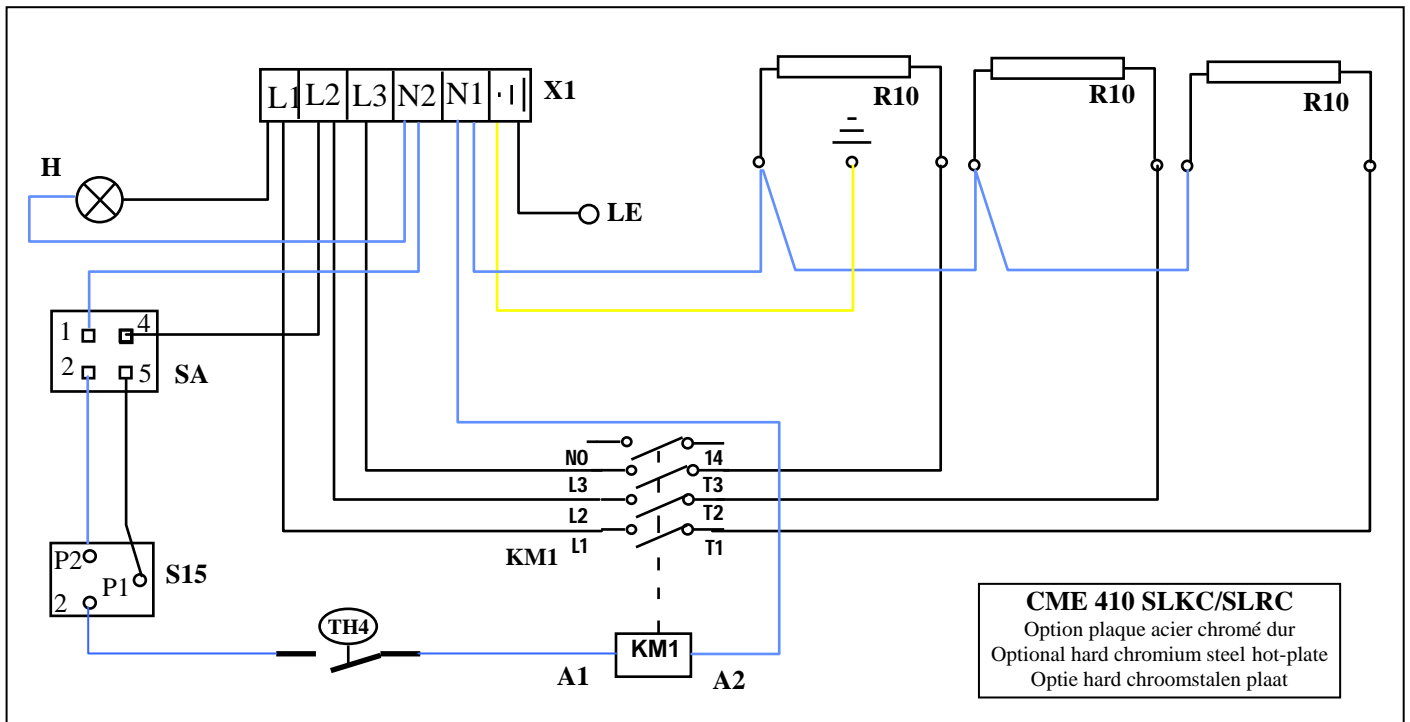 L1 L2 L3 N2 N1 X1
R10 R10 R10
H
LE
1 4
2 5 SA
NO 14
L3 T3
L2 T2
KM1 L1 T1
P2 S15
P1
2
TH4
KM1
A1 A2
CME 410 SLKC/SLRC
Option plaque acier chromé dur
Optional hard chromium steel hot-plate
Optie hard chroomstalen plaat